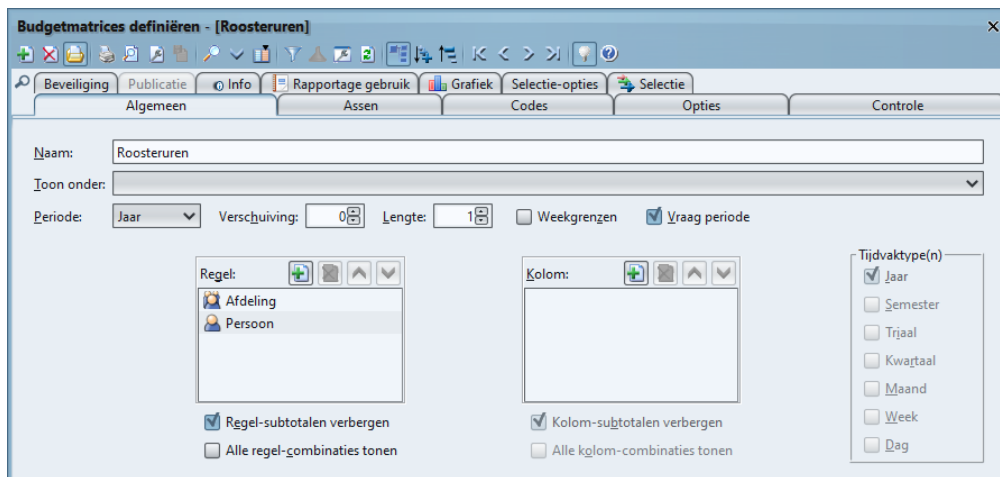 Budgetmatrices definiëren - [Roosteruren]
Beveiliging Publicatie Info Rapportage gebruik Grafiek Selectie-opties Selectie
Algemeen Assen Codes Opties Controle
Naam: Roosteruren
Toon onder:
Periode: Jaar Verschuiving: 0 Lengte: 1 Weekgrenzen Vraag periode
Regel: Kolom: Tijdvaktype(n)
Afdeling Jaar
Persoon Semester
Trjaal
Kwartaal
Maand
Regel-subtotalen verbergen Kolom-subtotalen verbergen Week
Alle regel-combinaties tonen Alle kolom-combinaties tonen Dag